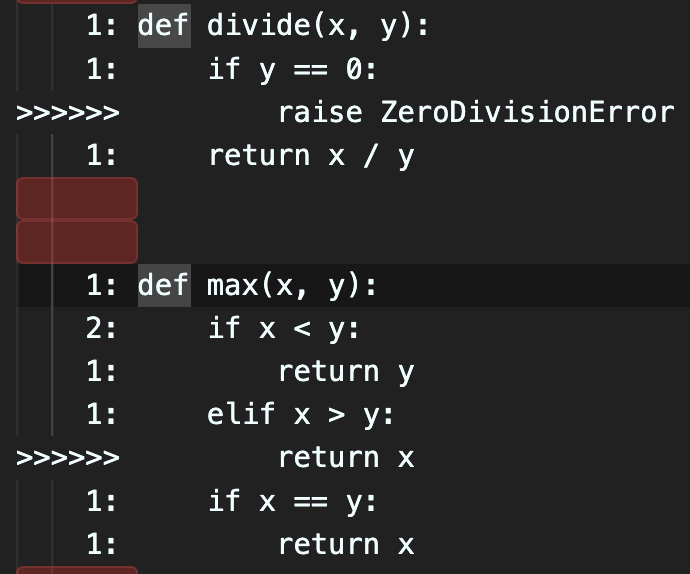 1: def divide(x, y):
1:     if y == 0:
>>>>>>         raise ZeroDivisionError
1:     return x / y
1: def max(x, y):
2:     if x < y:
1:         return y
1:     elif x > y:
>>>>>>         return x
1:     if x == y:
1:         return x